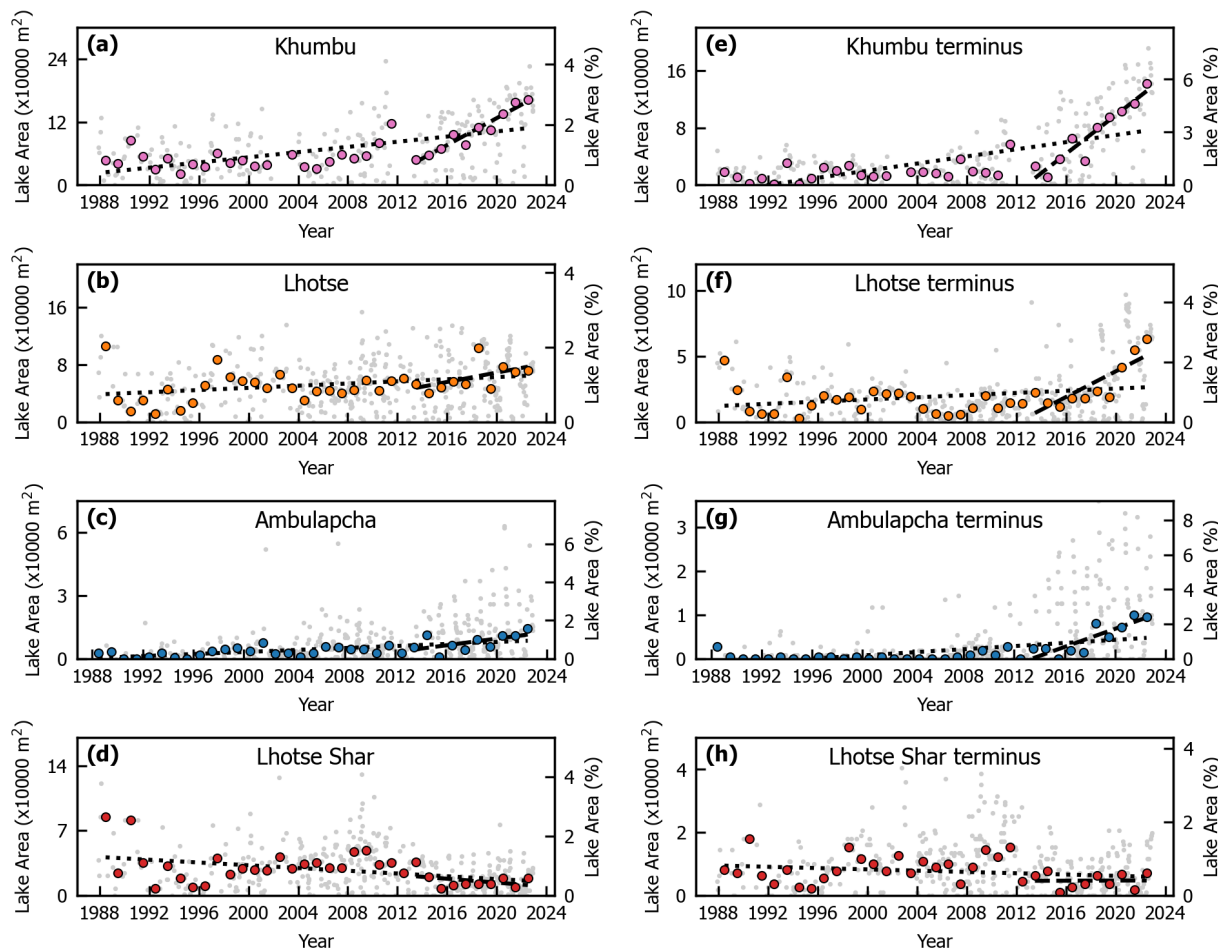 (a) Khumbu
Lake Area (x10000 m²)
24
12
0
4
2
0
Lake Area (%)
1988 1992 1996 2000 2004 2008 2012 2016 2020 2024
Year
(e) Khumbu terminus
Lake Area (x10000 m²)
16
8
0
6
3
0
Lake Area (%)
1988 1992 1996 2000 2004 2008 2012 2016 2020 2024
Year
(b) Lhotse
Lake Area (x10000 m²)
16
8
0
4
2
0
Lake Area (%)
1988 1992 1996 2000 2004 2008 2012 2016 2020 2024
Year
(f) Lhotse terminus
Lake Area (x10000 m²)
10
5
0
4
2
0
Lake Area (%)
1988 1992 1996 2000 2004 2008 2012 2016 2020 2024
Year
(c) Ambulapcha
Lake Area (x10000 m²)
6
3
0
6
4
2
0
Lake Area (%)
1988 1992 1996 2000 2004 2008 2012 2016 2020 2024
Year
(g) Ambulapcha terminus
Lake Area (x10000 m²)
3
2
1
0
8
6
4
2
0
Lake Area (%)
1988 1992 1996 2000 2004 2008 2012 2016 2020 2024
Year
(d) Lhotse Shar
Lake Area (x10000 m²)
14
7
0
4
2
0
Lake Area (%)
1988 1992 1996 2000 2004 2008 2012 2016 2020 2024
Year
(h) Lhotse Shar terminus
Lake Area (x10000 m²)
4
2
0
4
2
0
Lake Area (%)
1988 1992 1996 2000 2004 2008 2012 2016 2020 2024
Year